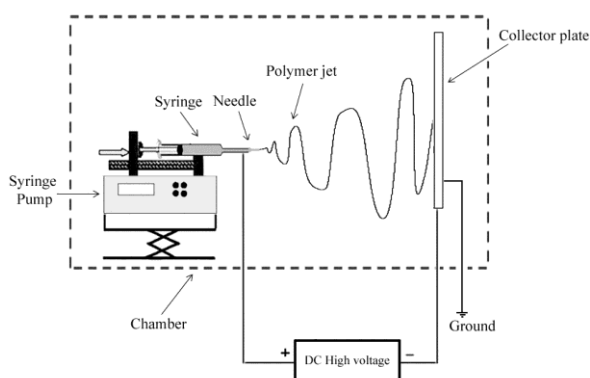 Collector plate
Polymer jet
Syringe
Needle
Syringe
Pump
Chamber
Ground
+
DC High voltage
−